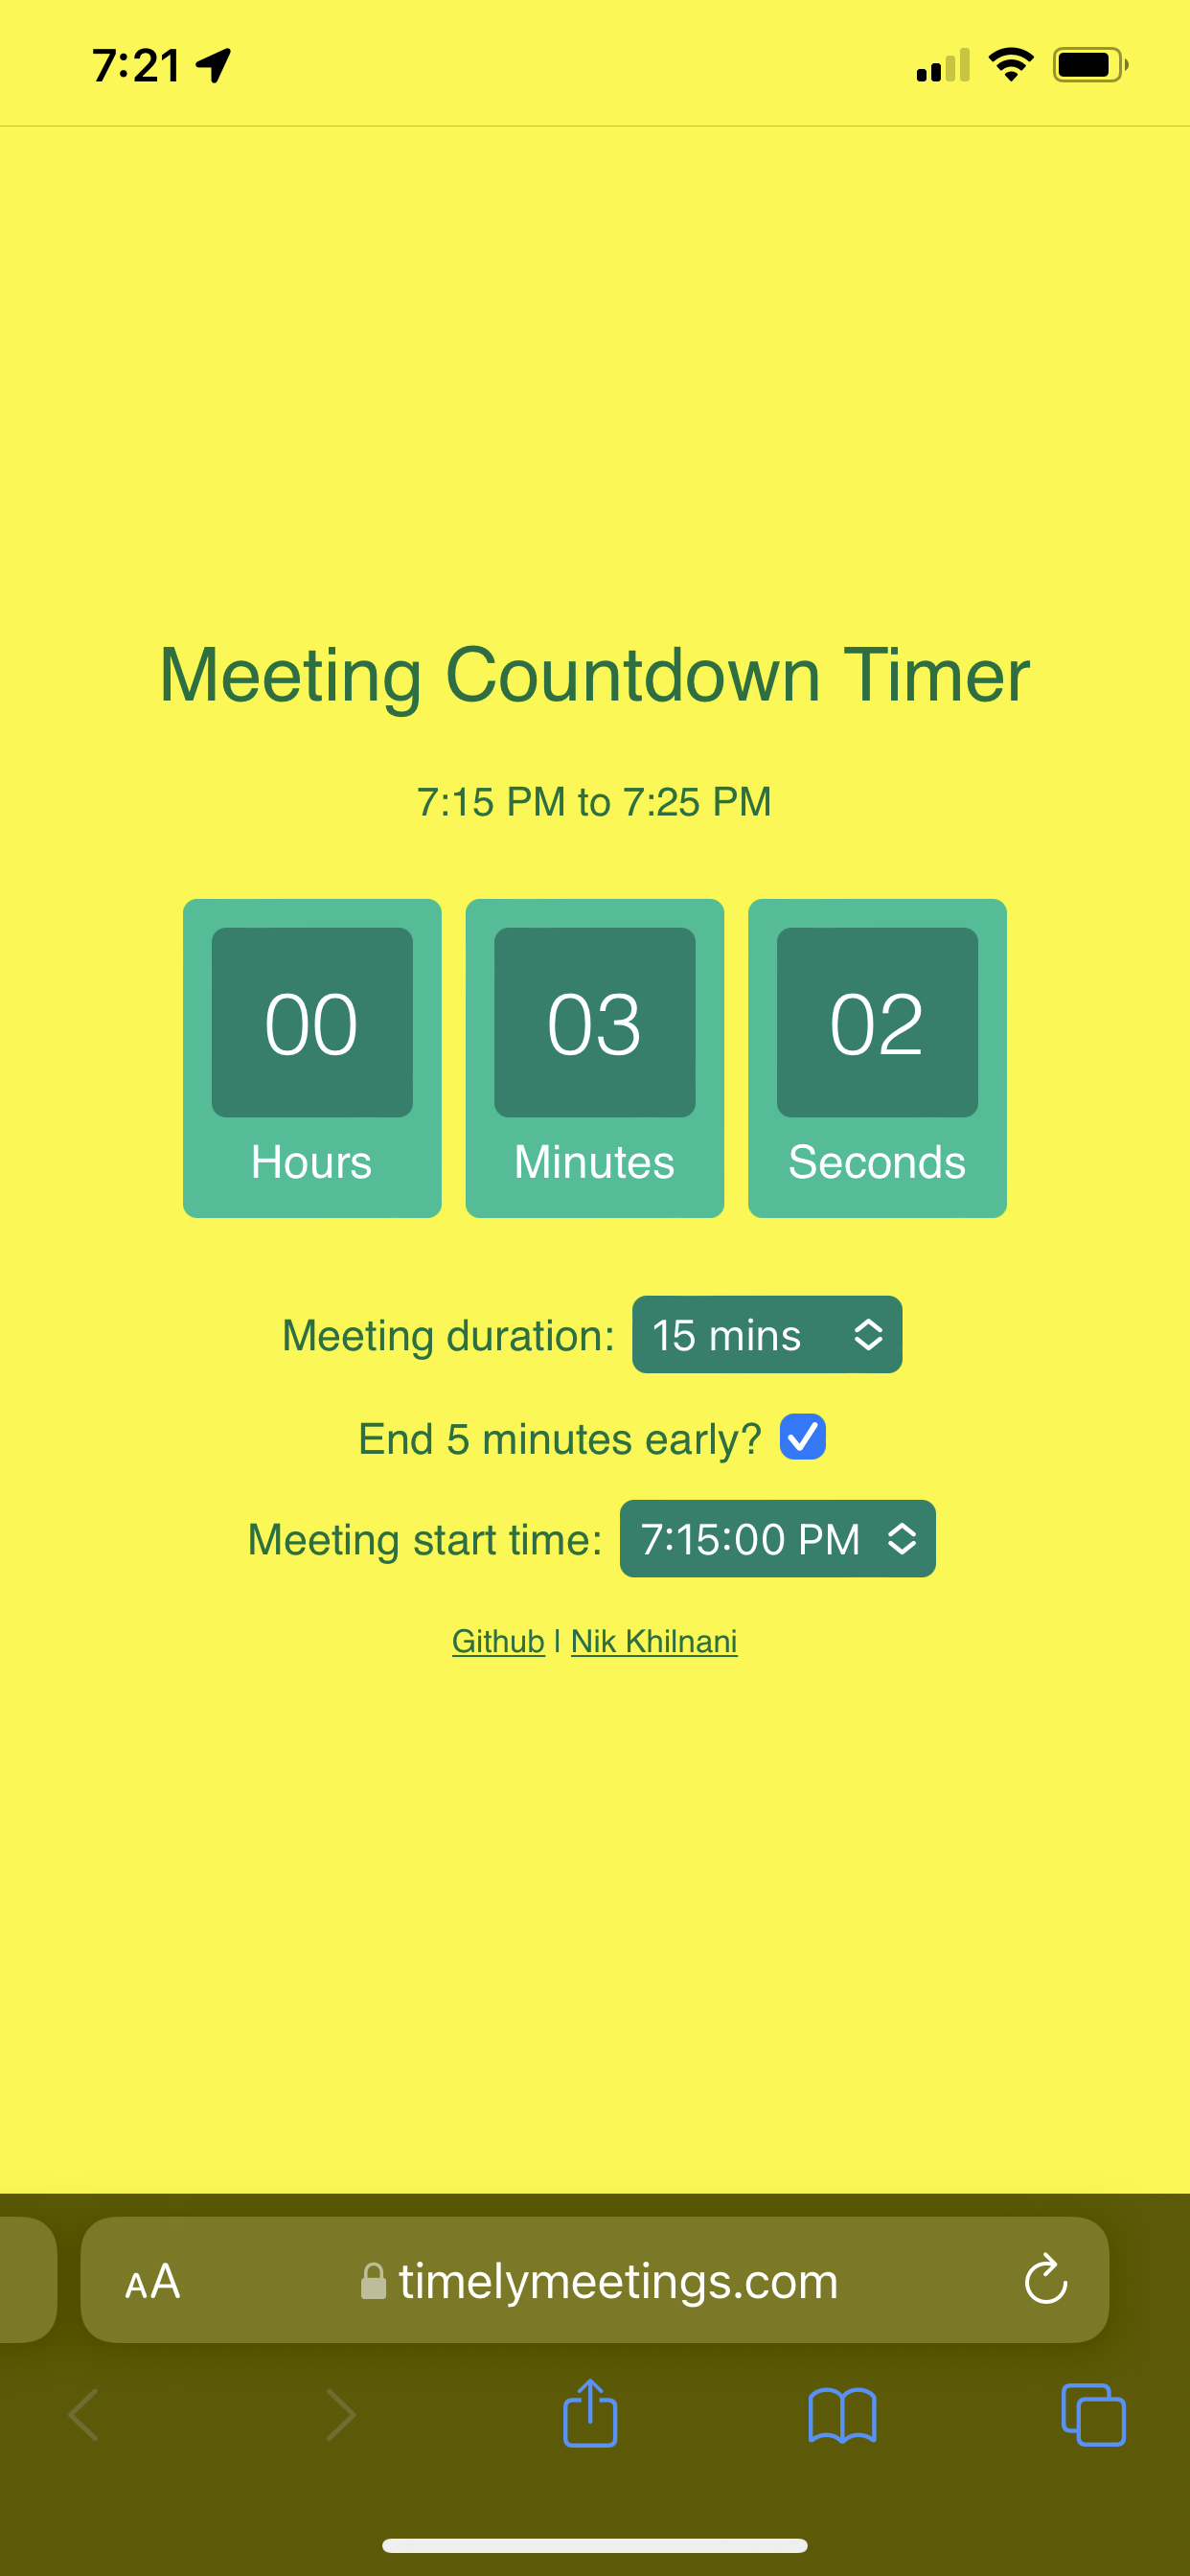 7:21
Meeting Countdown Timer
7:15 PM to 7:25 PM
00 03 02
Hours Minutes Seconds
Meeting duration: 15 mins
End 5 minutes early?
Meeting start time: 7:15:00 PM
Github | Nik Khilnani
AA timelymeetings.com